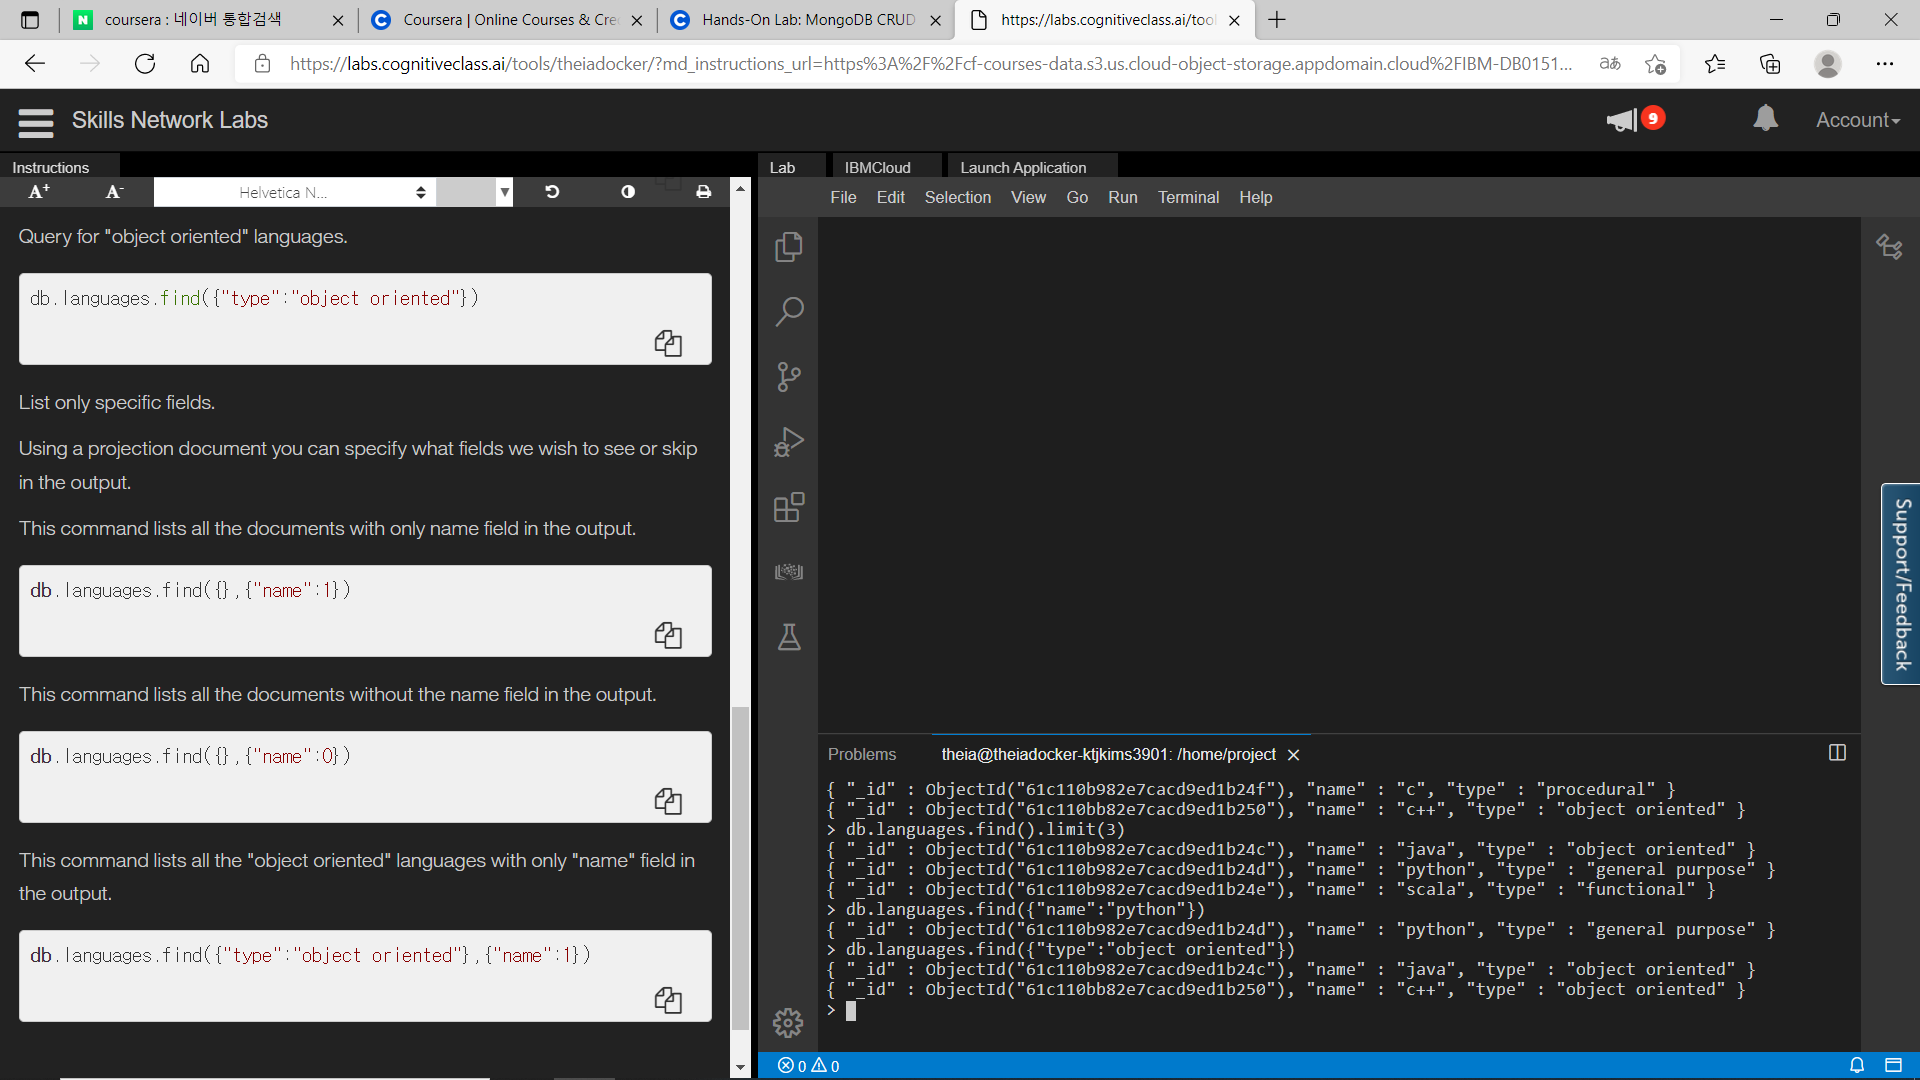 coursera : 네이버 통합검색
Coursera | Online Courses & Cre
Hands-On Lab: MongoDB CRUD
https://labs.cognitiveclass.ai/tool
https://labs.cognitiveclass.ai/tools/theiadocker/?md_instructions_url=https%3A%2F%2Fcf-courses-data.s3.us.cloud-object-storage.appdomain.cloud%2FIBM-DB0151...
Skills Network Labs
9
Account
Instructions
Lab
IBMCloud
Launch Application
A+
A-
Helvetica N...
File Edit Selection View Go Run Terminal Help
Query for "object oriented" languages.
db.languages.find({"type":"object oriented"})
List only specific fields.
Using a projection document you can specify what fields we wish to see or skip
in the output.
This command lists all the documents with only name field in the output.
db.languages.find({},{"name":1})
This command lists all the documents without the name field in the output.
db.languages.find({},{"name":0})
This command lists all the "object oriented" languages with only "name" field in
the output.
db.languages.find({"type":"object oriented"},{"name":1})
Support/Feedback
Problems
theia@theiadocker-ktjkims3901: /home/project
{ "_id" : ObjectId("61c110b982e7cacd9ed1b24f"), "name" : "c", "type" : "procedural" }
{ "_id" : ObjectId("61c110bb82e7cacd9ed1b250"), "name" : "c++", "type" : "object oriented" }
> db.languages.find().limit(3)
{ "_id" : ObjectId("61c110b982e7cacd9ed1b24c"), "name" : "java", "type" : "object oriented" }
{ "_id" : ObjectId("61c110b982e7cacd9ed1b24d"), "name" : "python", "type" : "general purpose" }
{ "_id" : ObjectId("61c110b982e7cacd9ed1b24e"), "name" : "scala", "type" : "functional" }
> db.languages.find({"name":"python"})
{ "_id" : ObjectId("61c110b982e7cacd9ed1b24d"), "name" : "python", "type" : "general purpose" }
> db.languages.find({"type":"object oriented"})
{ "_id" : ObjectId("61c110b982e7cacd9ed1b24c"), "name" : "java", "type" : "object oriented" }
{ "_id" : ObjectId("61c110bb82e7cacd9ed1b250"), "name" : "c++", "type" : "object oriented" }
>
0 0